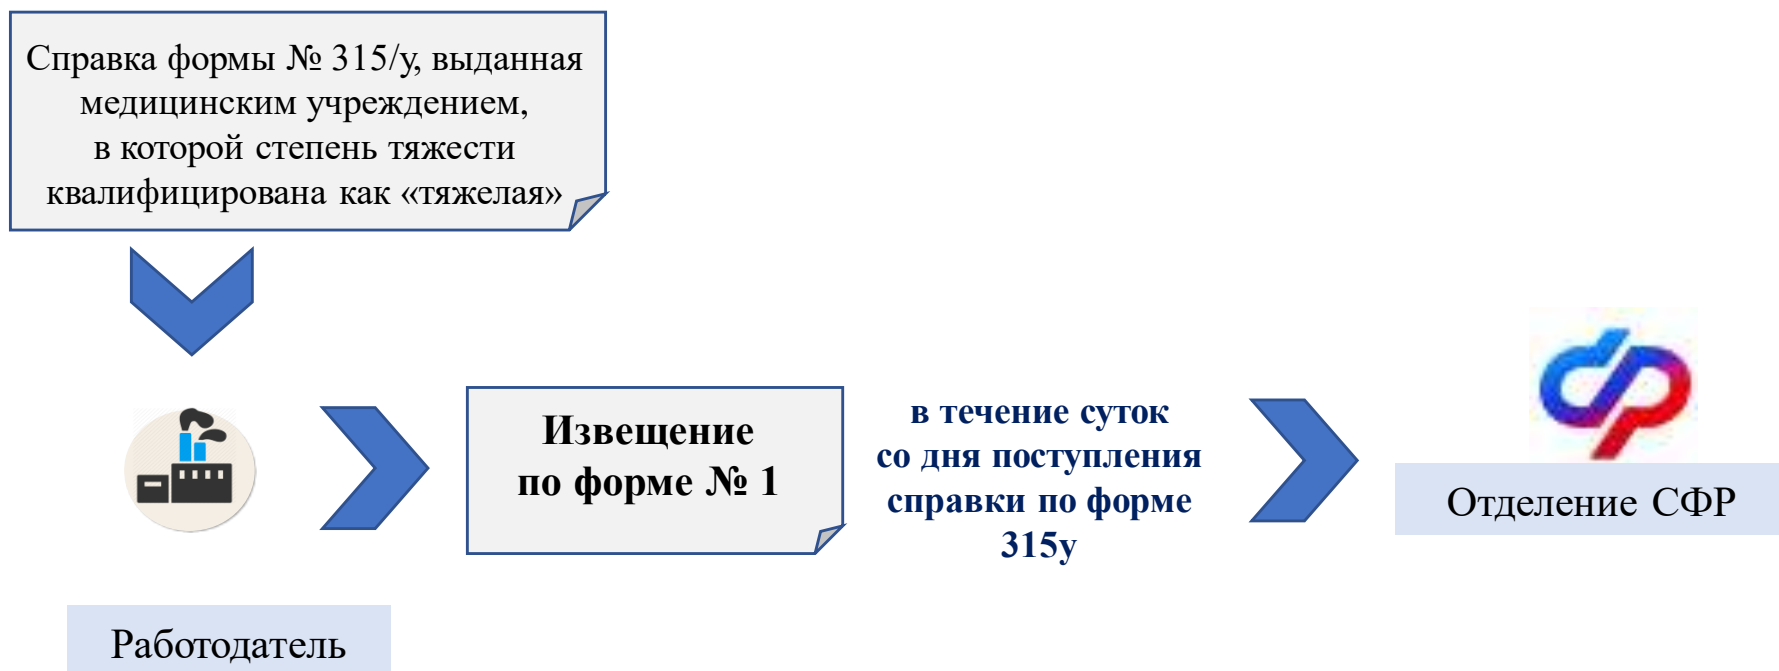 Справка формы № 315/у, выданная
медицинским учреждением,
в которой степень тяжести
квалифицирована как «тяжелая»
Извещение
по форме № 1
в течение суток
со дня поступления
справки по форме
315у
Отделение СФР
Работодатель